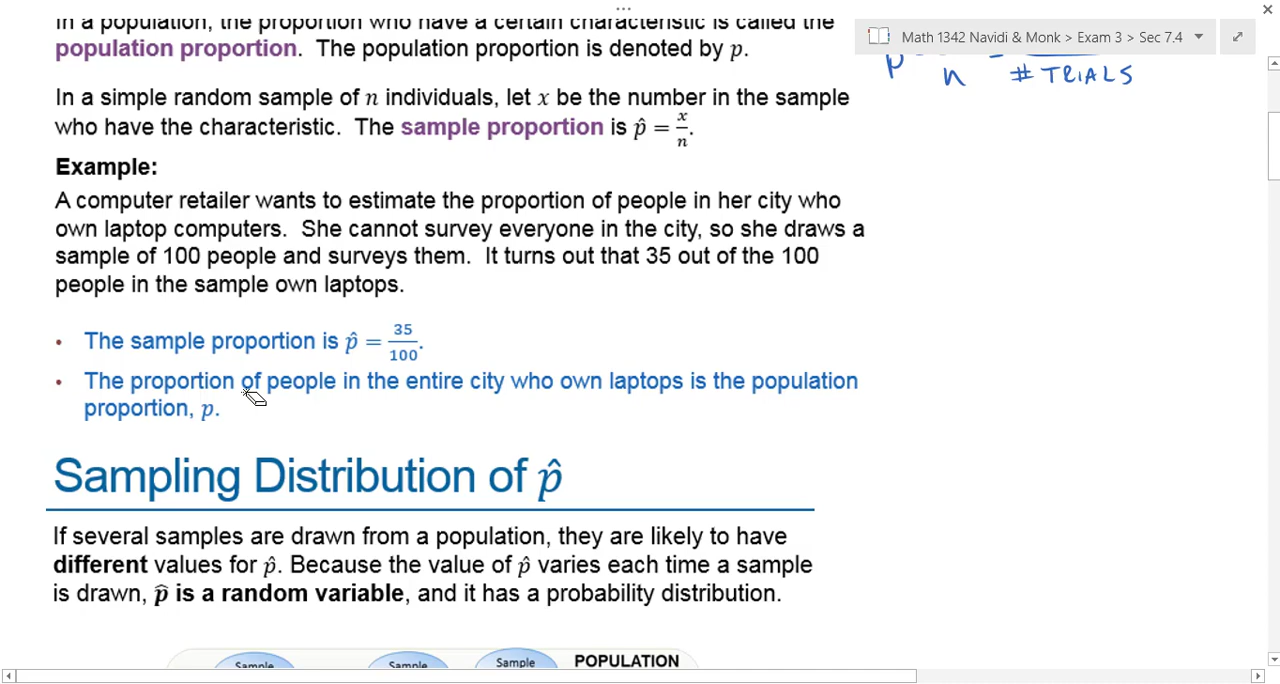 In a population, the proportion who have a certain characteristic is called the
population proportion. The population proportion is denoted by p.
Math 1342 Navidi & Monk > Exam 3 > Sec 7.4
p n = # TRIALS
In a simple random sample of n individuals, let x be the number in the sample
who have the characteristic. The sample proportion is p̂ = x/n.
Example:
A computer retailer wants to estimate the proportion of people in her city who
own laptop computers. She cannot survey everyone in the city, so she draws a
sample of 100 people and surveys them. It turns out that 35 out of the 100
people in the sample own laptops.
• The sample proportion is p̂ = 35/100.
• The proportion of people in the entire city who own laptops is the population
proportion, p.
Sampling Distribution of p̂
If several samples are drawn from a population, they are likely to have
different values for p̂. Because the value of p̂ varies each time a sample
is drawn, p̂ is a random variable, and it has a probability distribution.
Sample Sample Sample POPULATION